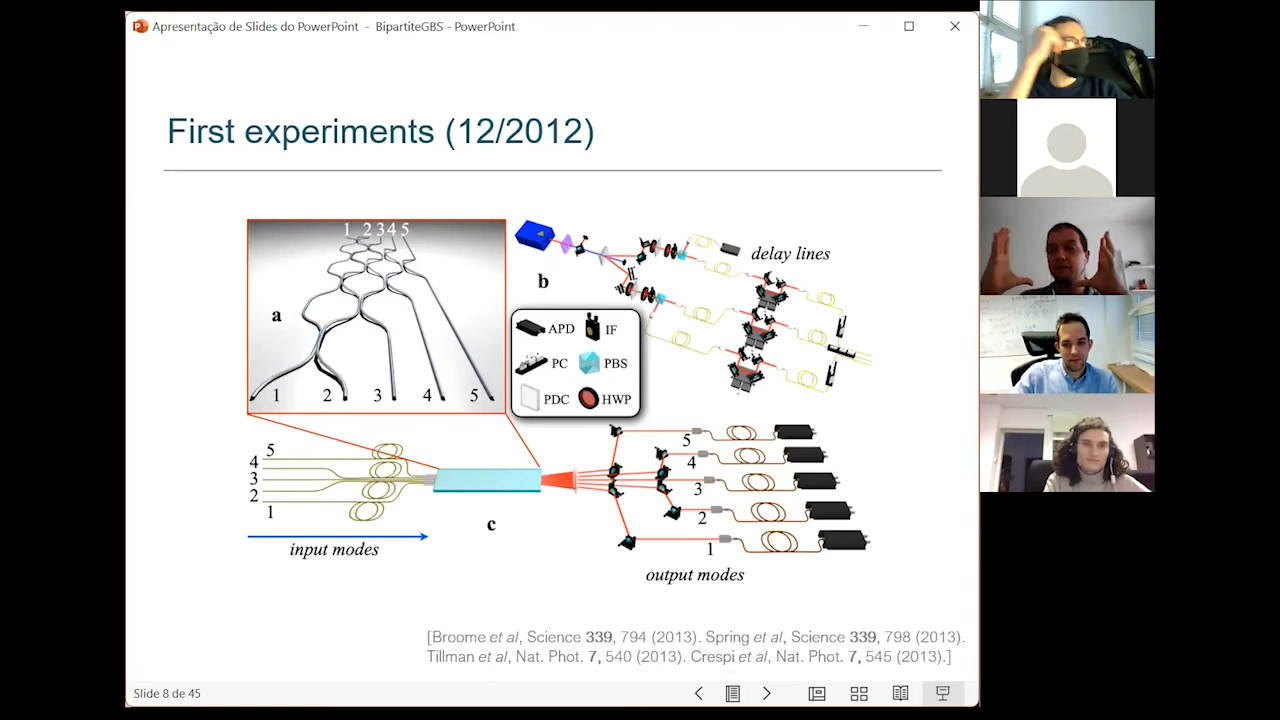 Apresentação de Slides do PowerPoint - BipartiteGBS - PowerPoint
First experiments (12/2012)
1 2 3 4 5
a
1 2 3 4 5
b
delay lines
APD IF
PC PBS
PDC HWP
5
4
3
2
1
input modes
c
5
4
3
2
1
output modes
[Broome et al, Science 339, 794 (2013). Spring et al, Science 339, 798 (2013).
Tillman et al, Nat. Phot. 7, 540 (2013). Crespi et al, Nat. Phot. 7, 545 (2013).]
Slide 8 de 45